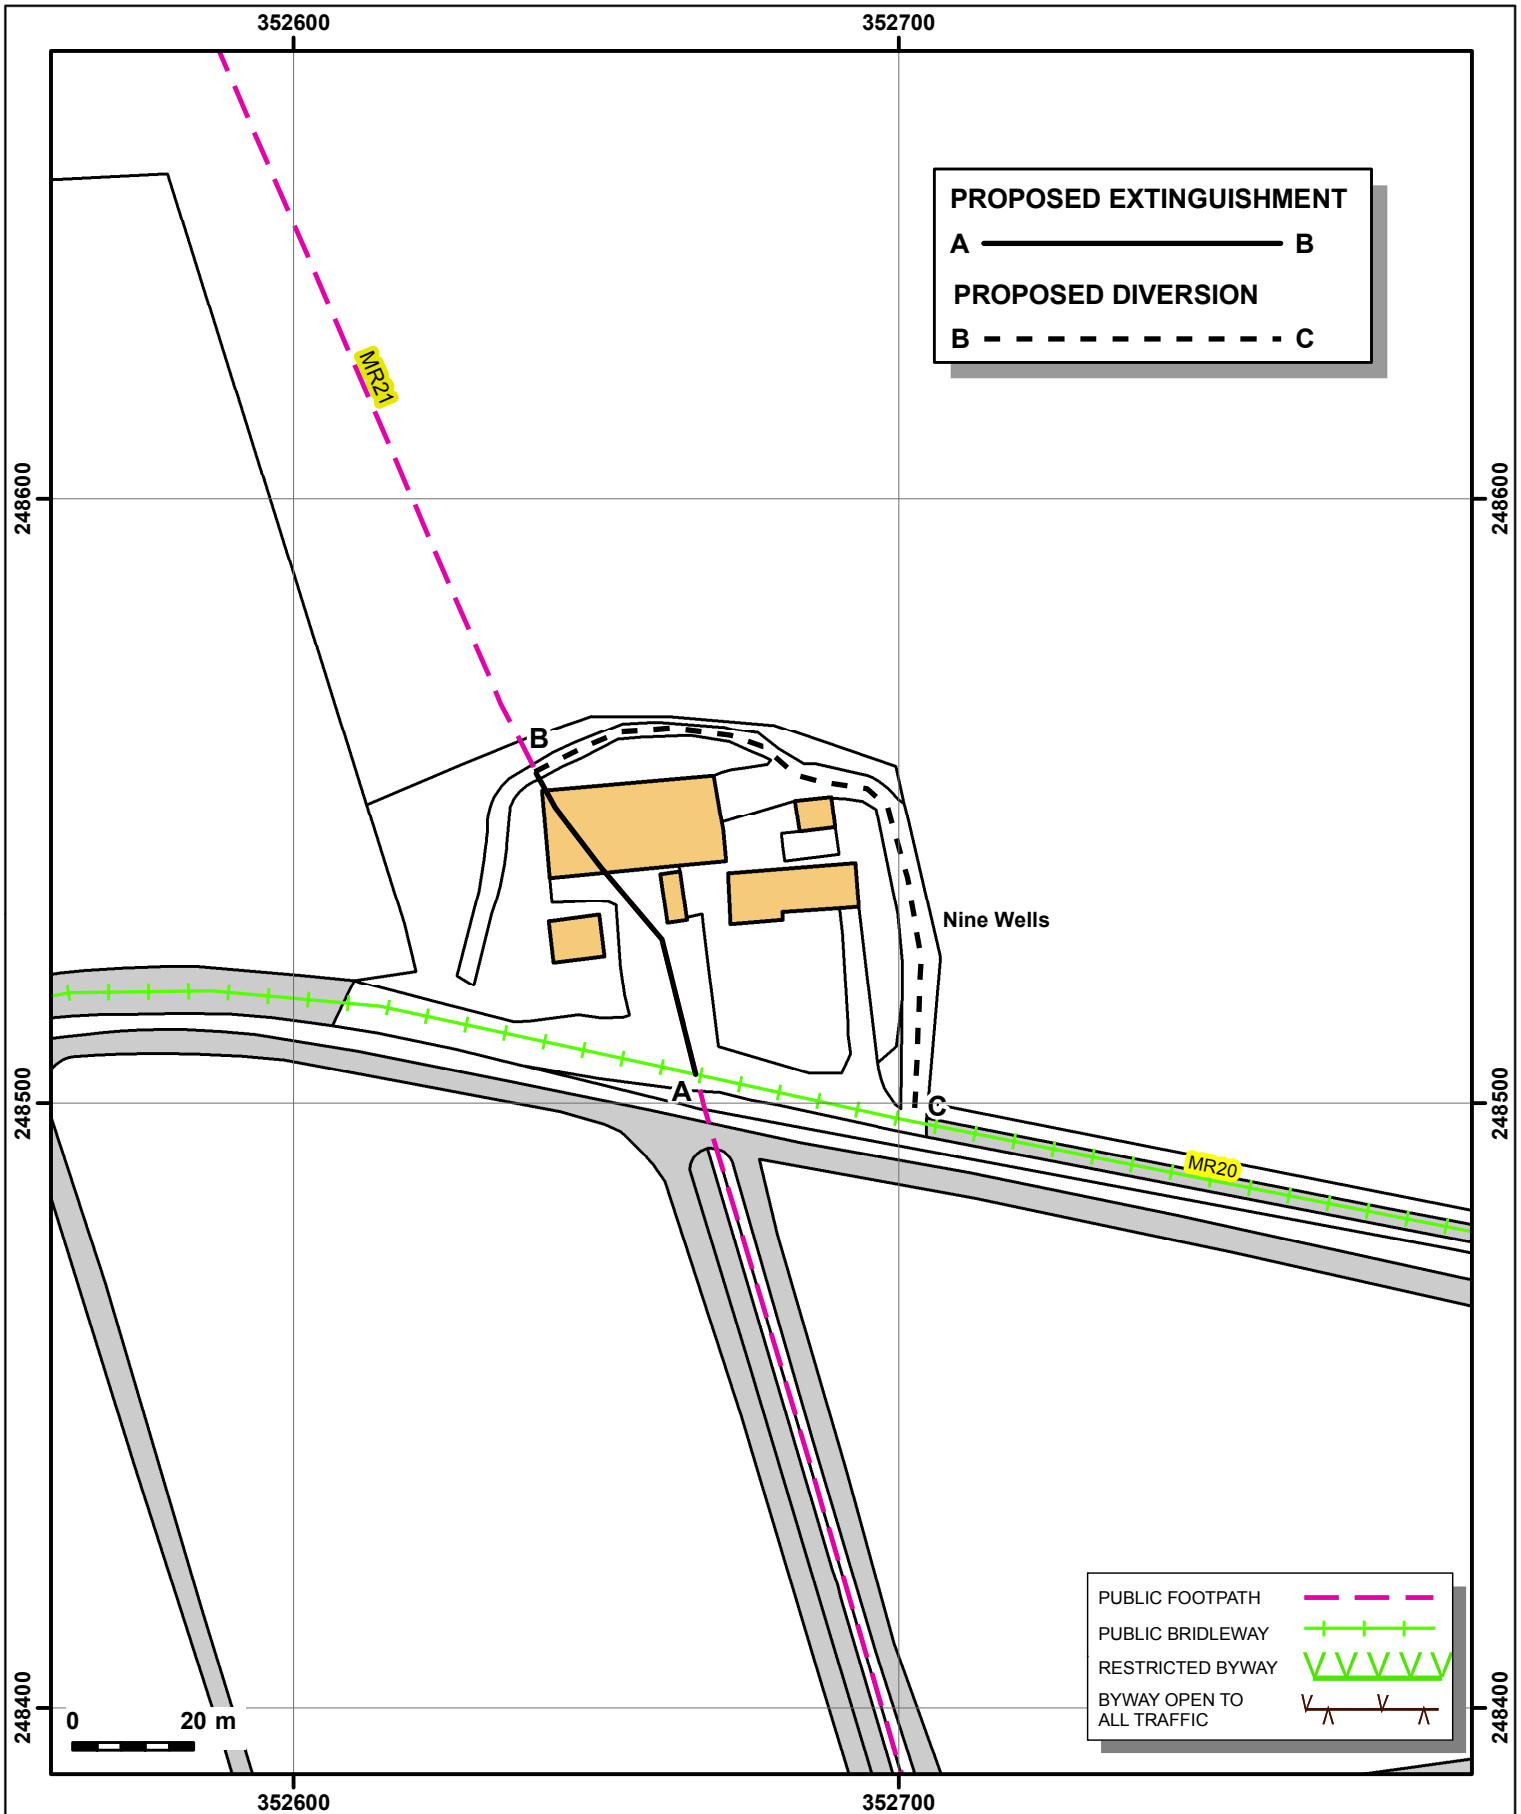 352600
352700
PROPOSED EXTINGUISHMENT
A B
PROPOSED DIVERSION
B C
MR21
248600
248600
B
Nine Wells
A
C
248500
248500
MR20
PUBLIC FOOTPATH
PUBLIC BRIDLEWAY
RESTRICTED BYWAY
BYWAY OPEN TO
ALL TRAFFIC
248400
248400
0 20 m
352600
352700